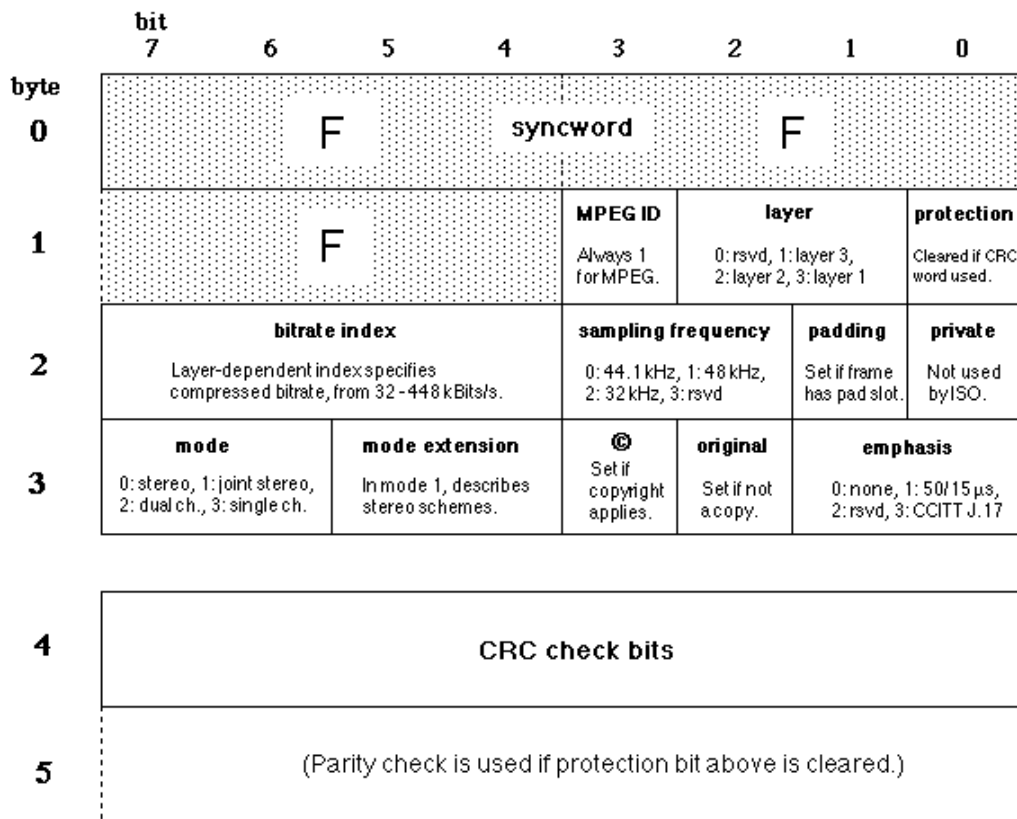 bit
7 6 5 4 3 2 1 0
byte
0
F syncword F
1
F
MPEG ID
Always 1
for MPEG.
layer
0: rsvd, 1: layer 3,
2: layer 2, 3: layer 1
protection
Cleared if CRC
word used.
2
bitrate index
Layer-dependent index specifies
compressed bitrate, from 32-448 kBits/s.
sampling frequency
0: 44.1 kHz, 1: 48 kHz,
2: 32 kHz, 3: rsvd
padding
Set if frame
has pad slot.
private
Not used
by ISO.
3
mode
0: stereo, 1: joint stereo,
2: dual ch., 3: single ch.
mode extension
In mode 1, describes
stereo schemes.
©
Set if
copyright
applies.
original
Set if not
a copy.
emphasis
0: none, 1: 50/15 µs,
2: rsvd, 3: CCITT J.17
4
CRC check bits
5
(Parity check is used if protection bit above is cleared.)